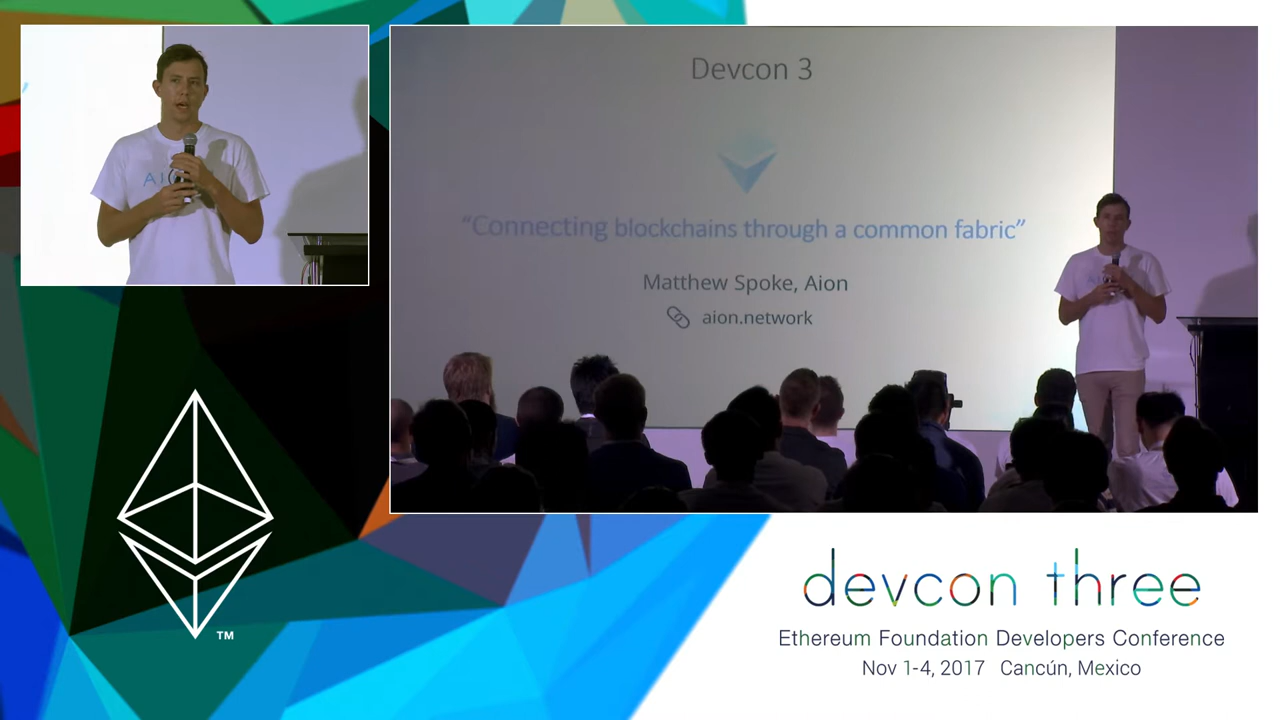 Devcon 3
“Connecting blockchains through a common fabric”
Matthew Spoke, Aion
aion.network
TM
devcon three
Ethereum Foundation Developers Conference
Nov 1-4, 2017 Cancún, Mexico